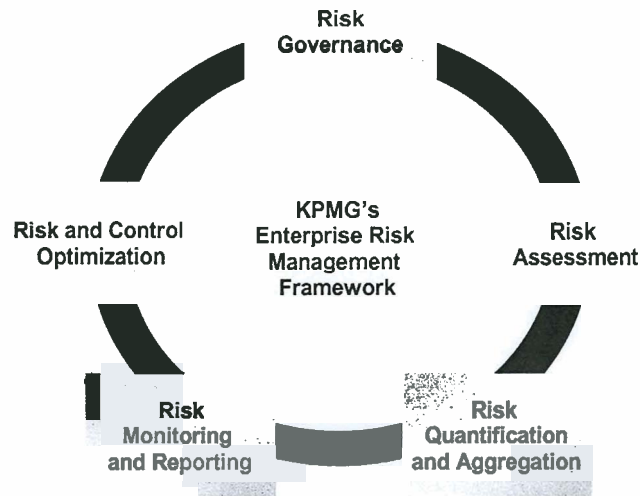 Risk
Governance
KPMG's
Enterprise Risk
Management
Framework
Risk and Control
Optimization
Risk
Assessment
Risk
Monitoring
and Reporting
Risk
Quantification
and Aggregation